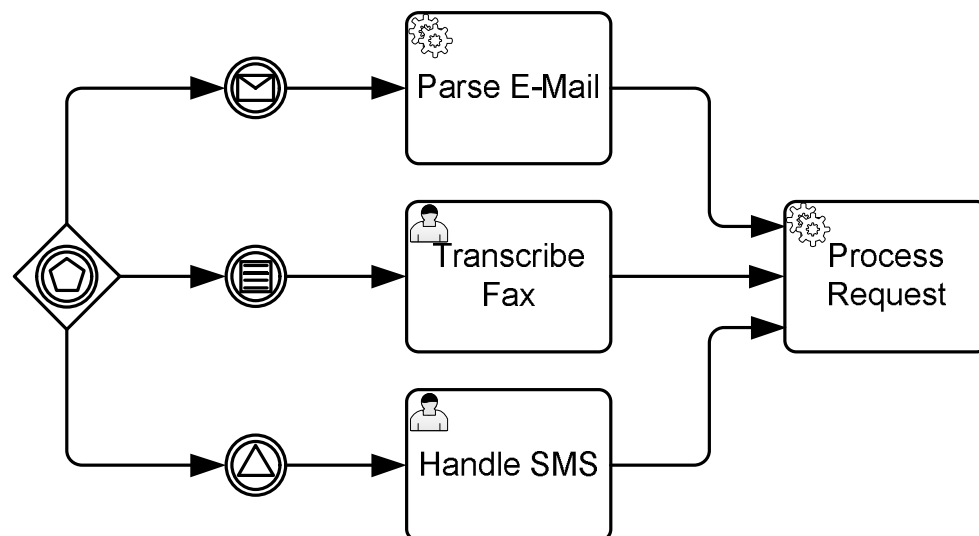 Parse E-Mail
Transcribe
Fax
Process
Request
Handle SMS